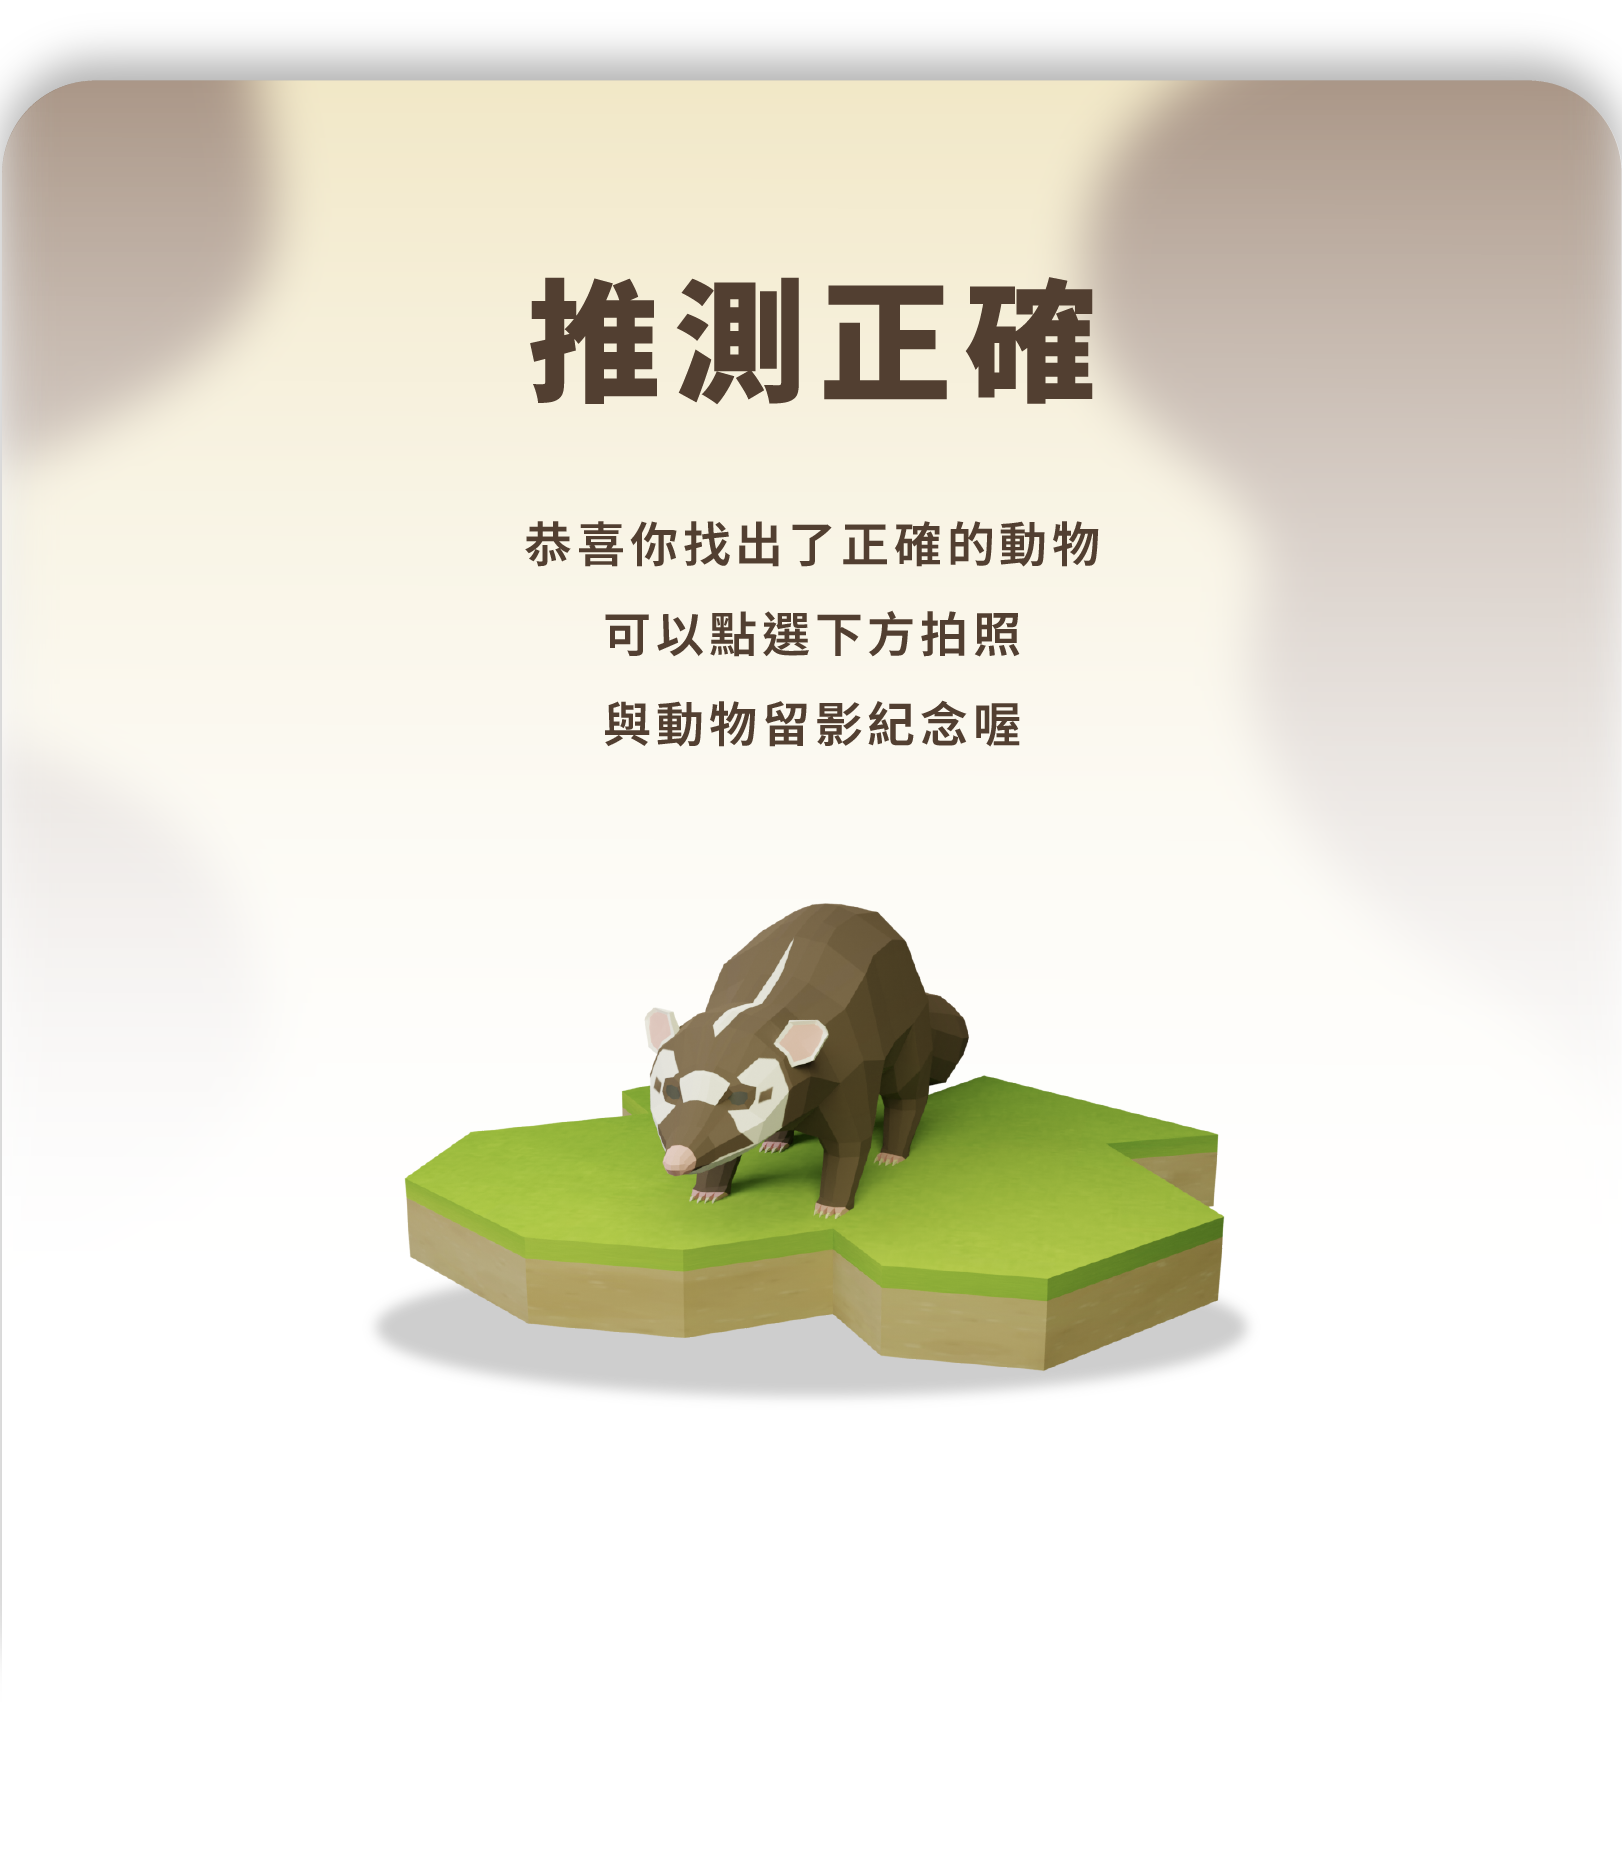 推測正確
恭喜你找出了正確的動物
可以點選下方拍照
與動物留影紀念喔